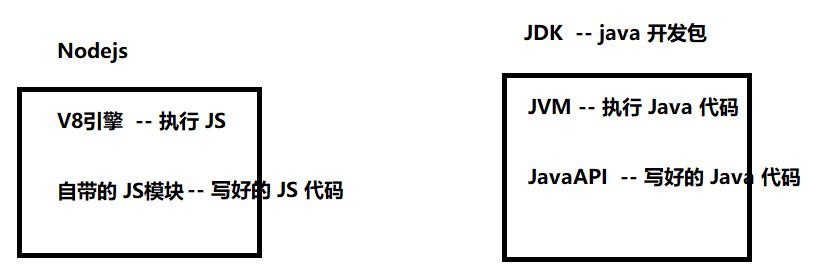 Nodejs
V8引擎 -- 执行 JS
自带的 JS模块 -- 写好的 JS 代码
JDK -- java 开发包
JVM -- 执行 Java 代码
JavaAPI -- 写好的 Java 代码